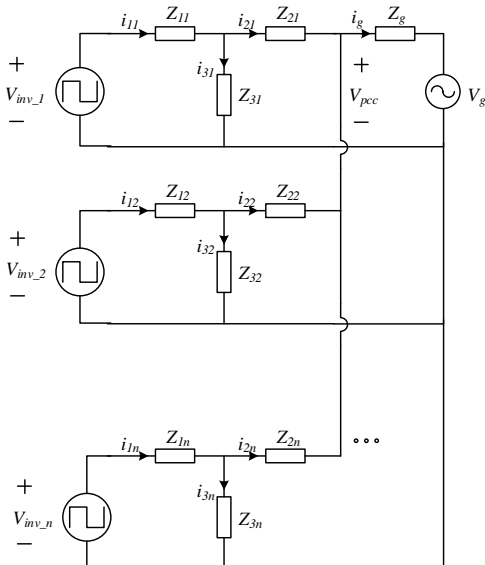 i11 Z11 i21 Z21 ig Zg
+ i31 +
Vinv_1 Z31 Vpcc Vg
− −
i12 Z12 i22 Z22
+ i32
Vinv_2 Z32
−
i1n Z1n i2n Z2n
+ i3n
Vinv_n Z3n
−